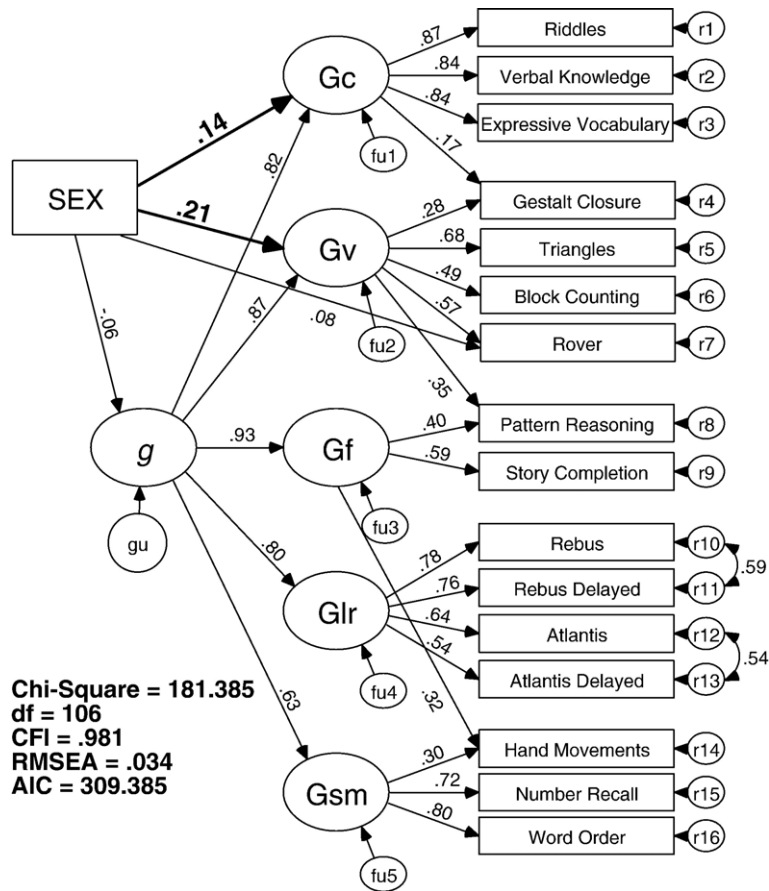 .87
Riddles
r1
Gc
.84
Verbal Knowledge
r2
.84
Expressive Vocabulary
r3
.14
fu1
.17
.82
SEX
.21
Gestalt Closure
r4
.28
Gv
.68
Triangles
r5
.49
Block Counting
r6
.57
Rover
r7
-.06
.87
.08
fu2
.35
g
.93
Gf
.40
Pattern Reasoning
r8
.59
Story Completion
r9
gu
fu3
.80
.78
Rebus
r10
.59
Glr
.76
Rebus Delayed
r11
.64
Atlantis
r12
.54
.54
Atlantis Delayed
r13
fu4
.32
.63
Chi-Square = 181.385
df = 106
CFI = .981
RMSEA = .034
AIC = 309.385
Gsm
.30
Hand Movements
r14
.72
Number Recall
r15
.80
Word Order
r16
fu5